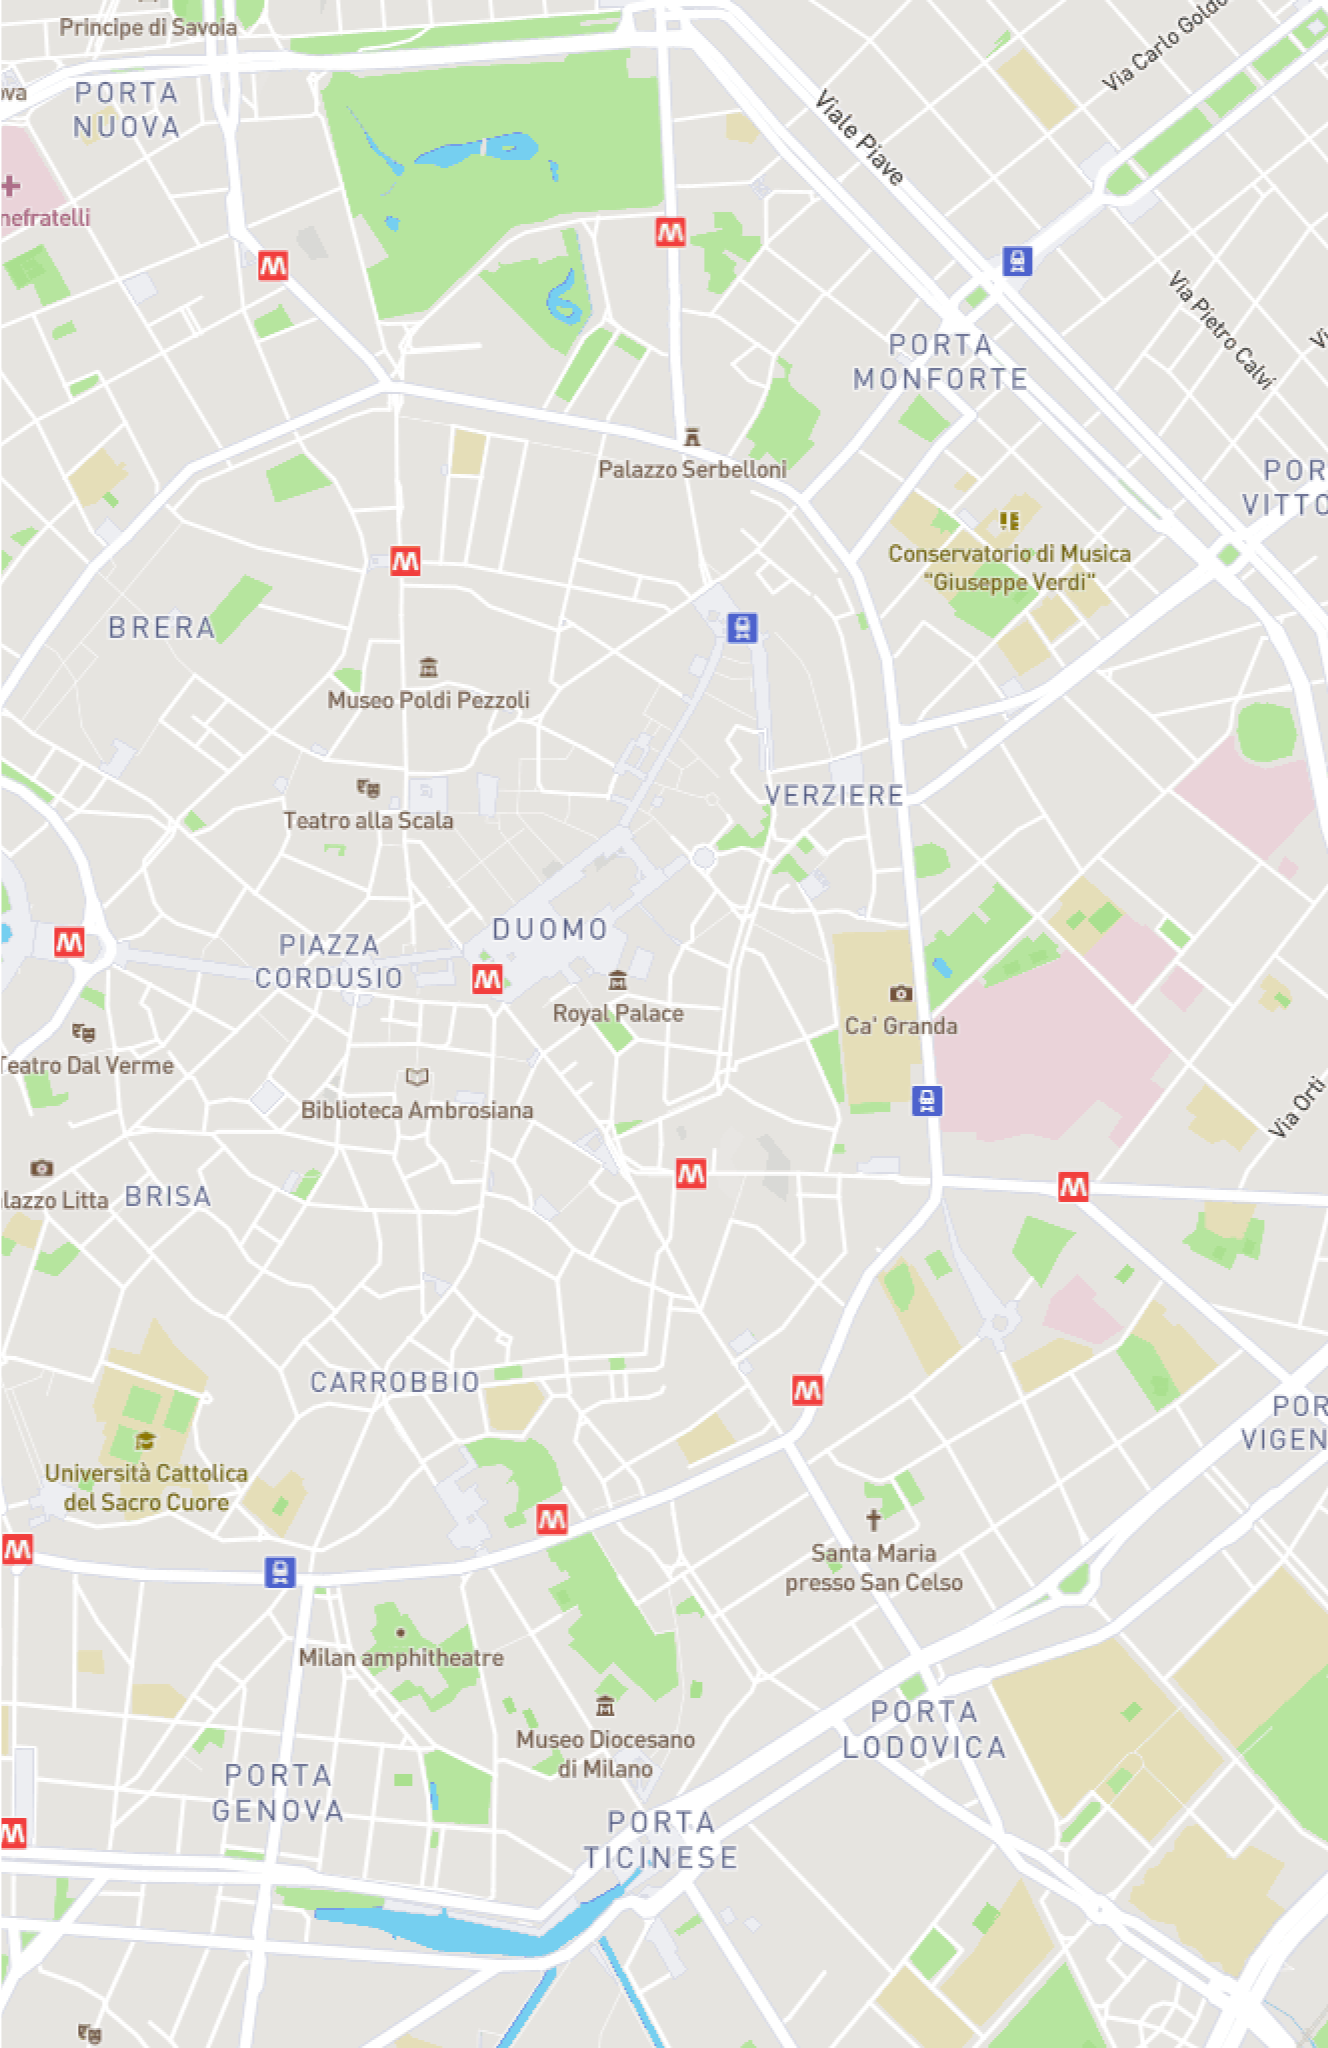 Principe di Savoia
Via Carlo Goldo
ova
PORTA
NUOVA
Viale Piave
nefratelli
M
M
Via Pietro Calvi
PORTA
MONFORTE
Palazzo Serbelloni
POR
VITTO
Conservatorio di Musica
"Giuseppe Verdi"
M
BRERA
Museo Poldi Pezzoli
VERZIERE
Teatro alla Scala
DUOMO
PIAZZA
CORDUSIO
M
M
Royal Palace
Ca' Granda
Teatro Dal Verme
Biblioteca Ambrosiana
Via Orti
M
M
lazzo Litta
BRISA
CARROBBIO
M
POR
VIGEN
Università Cattolica
del Sacro Cuore
M
M
Santa Maria
presso San Celso
Milan amphitheatre
Museo Diocesano
di Milano
PORTA
LODOVICA
PORTA
GENOVA
M
PORTA
TICINESE